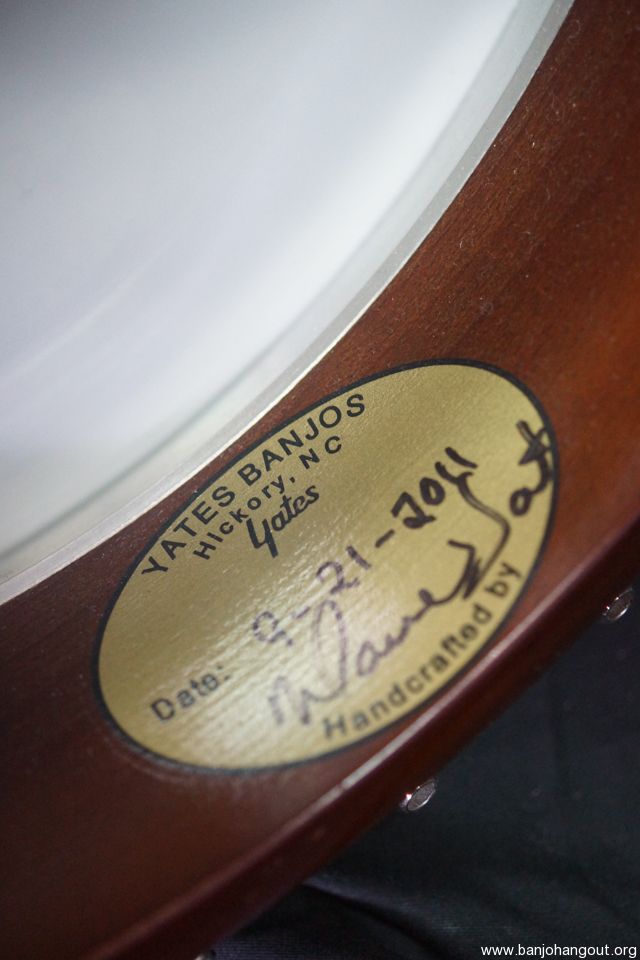 YATES BANJOS
Hickory, NC
Yates
Date: 9-21-2011
Handcrafted by
www.banjohangout.org